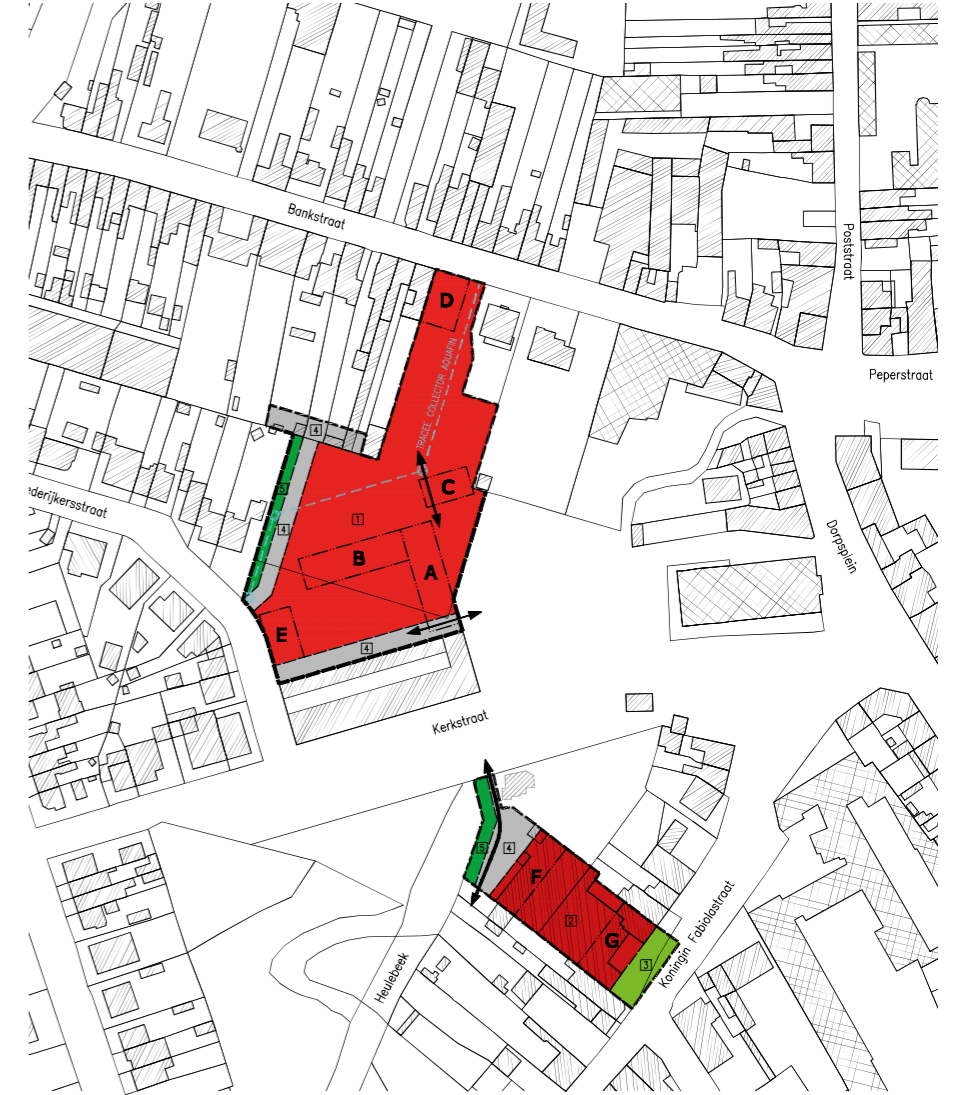 Bankstraat
Poststraat
D
Peperstraat
TRACEE COLLECTOR AQUAFIN
4
C
5
ederijkersstraat
1
4
Dorpsplein
B
A
E
4
Kerkstraat
5
4
F
2
G
3
Koningin Fabiolastraat
Heulebeek